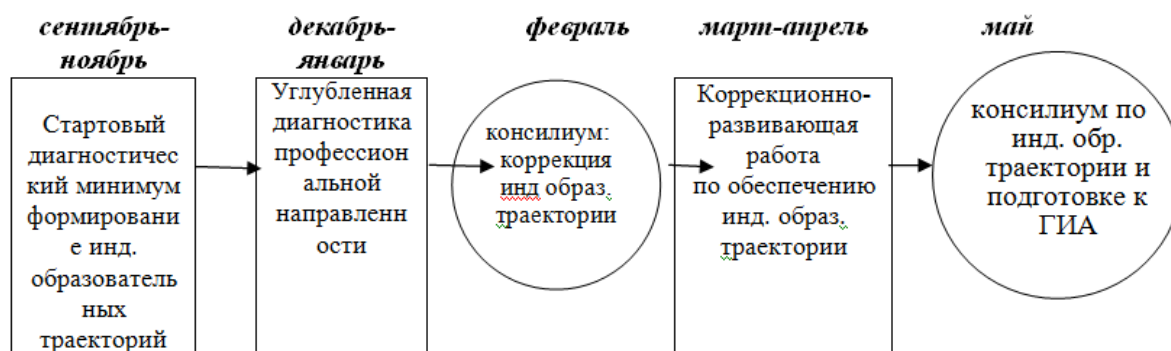 сентябрь-
ноябрь
декабрь-
январь
февраль
март-апрель
май
Стартовый
диагностичес
кий минимум
формировани
е инд.
образователь
ных
траекторий
Углубленная
диагностика
профессион
альной
направленн
ости
консилиум:
коррекция
инд образ.
траектории
Коррекционно-
развивающая
работа
по обеспечению
инд. образ.
траектории
консилиум по
инд. обр.
траектории и
подготовке к
ГИА